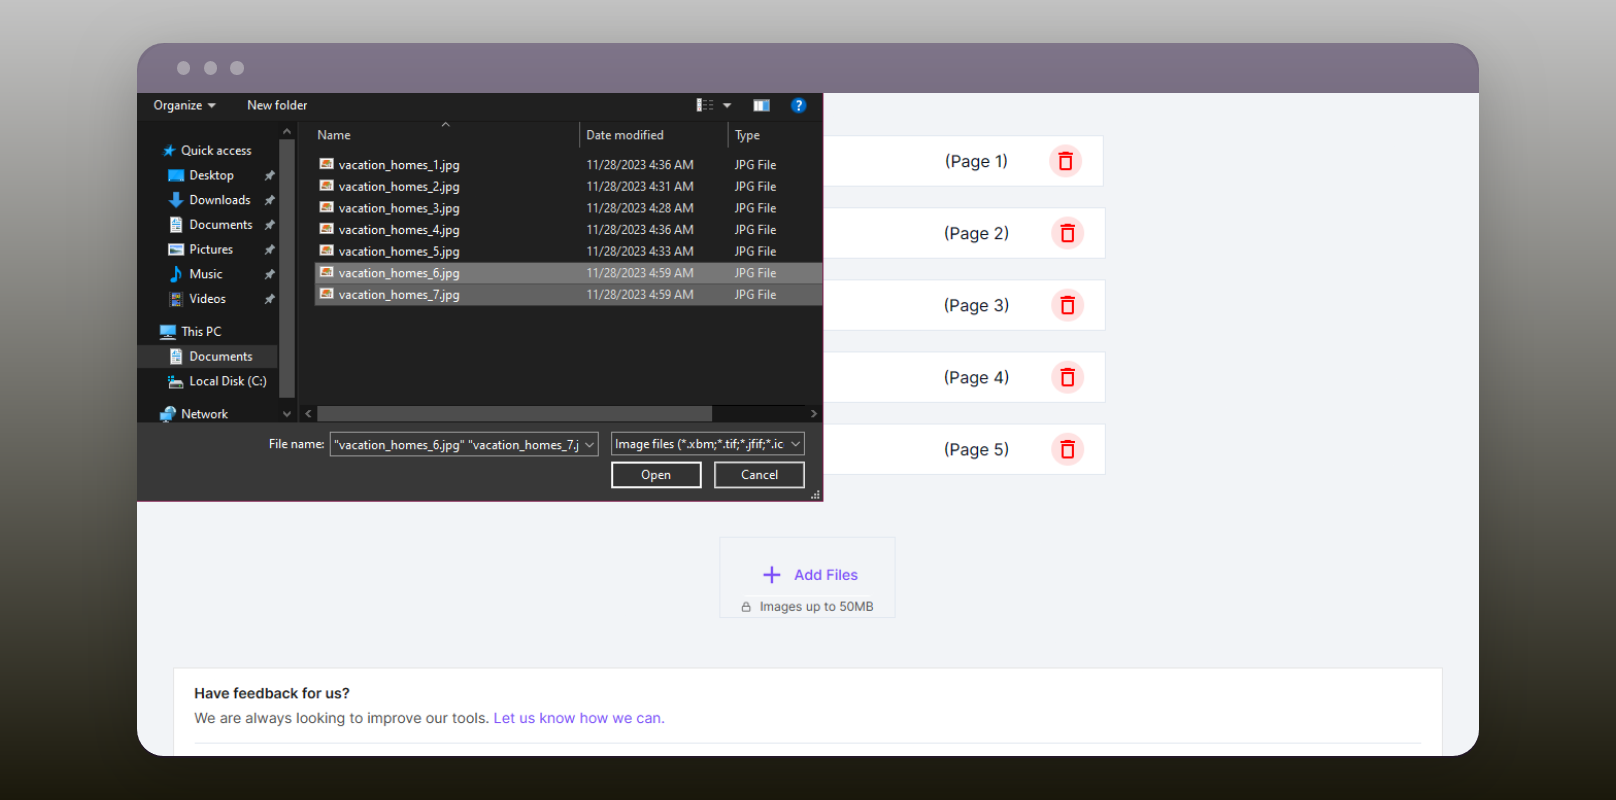 Organize New folder ?
Name Date modified Type
Quick access
Desktop
Downloads
Documents
Pictures
Music
Videos
This PC
Documents
Local Disk (C:)
Network
vacation_homes_1.jpg 11/28/2023 4:36 AM JPG File
vacation_homes_2.jpg 11/28/2023 4:31 AM JPG File
vacation_homes_3.jpg 11/28/2023 4:28 AM JPG File
vacation_homes_4.jpg 11/28/2023 4:36 AM JPG File
vacation_homes_5.jpg 11/28/2023 4:33 AM JPG File
vacation_homes_6.jpg 11/28/2023 4:59 AM JPG File
vacation_homes_7.jpg 11/28/2023 4:59 AM JPG File
File name: "vacation_homes_6.jpg" "vacation_homes_7.j Image files (*.xbm;*.tif;*.jfif;*.ic
Open Cancel
(Page 1)
(Page 2)
(Page 3)
(Page 4)
(Page 5)
+ Add Files
Images up to 50MB
Have feedback for us?
We are always looking to improve our tools. Let us know how we can.